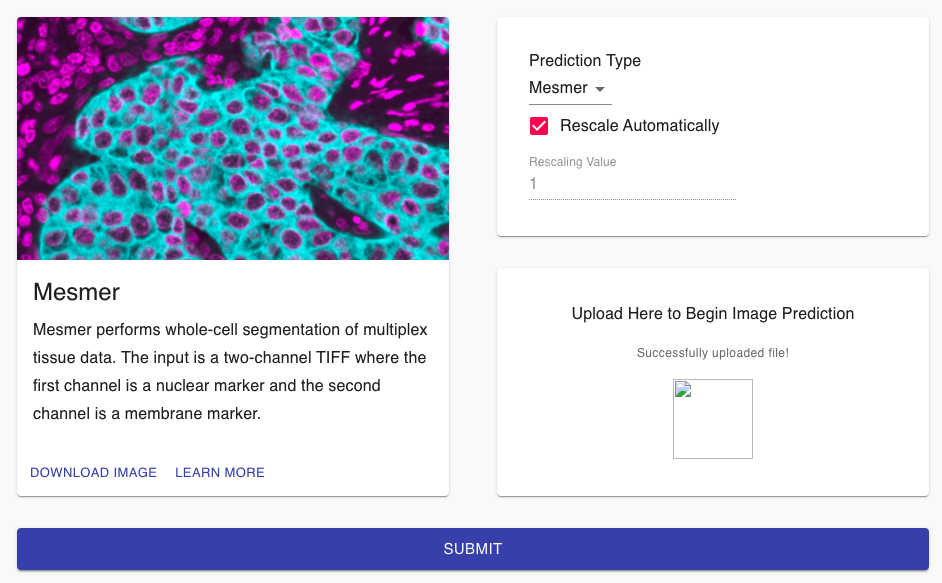 Mesmer
Mesmer performs whole-cell segmentation of multiplex
tissue data. The input is a two-channel TIFF where the
first channel is a nuclear marker and the second
channel is a membrane marker.
DOWNLOAD IMAGE LEARN MORE
Prediction Type
Mesmer
Rescale Automatically
Rescaling Value
1
Upload Here to Begin Image Prediction
Successfully uploaded file!
SUBMIT